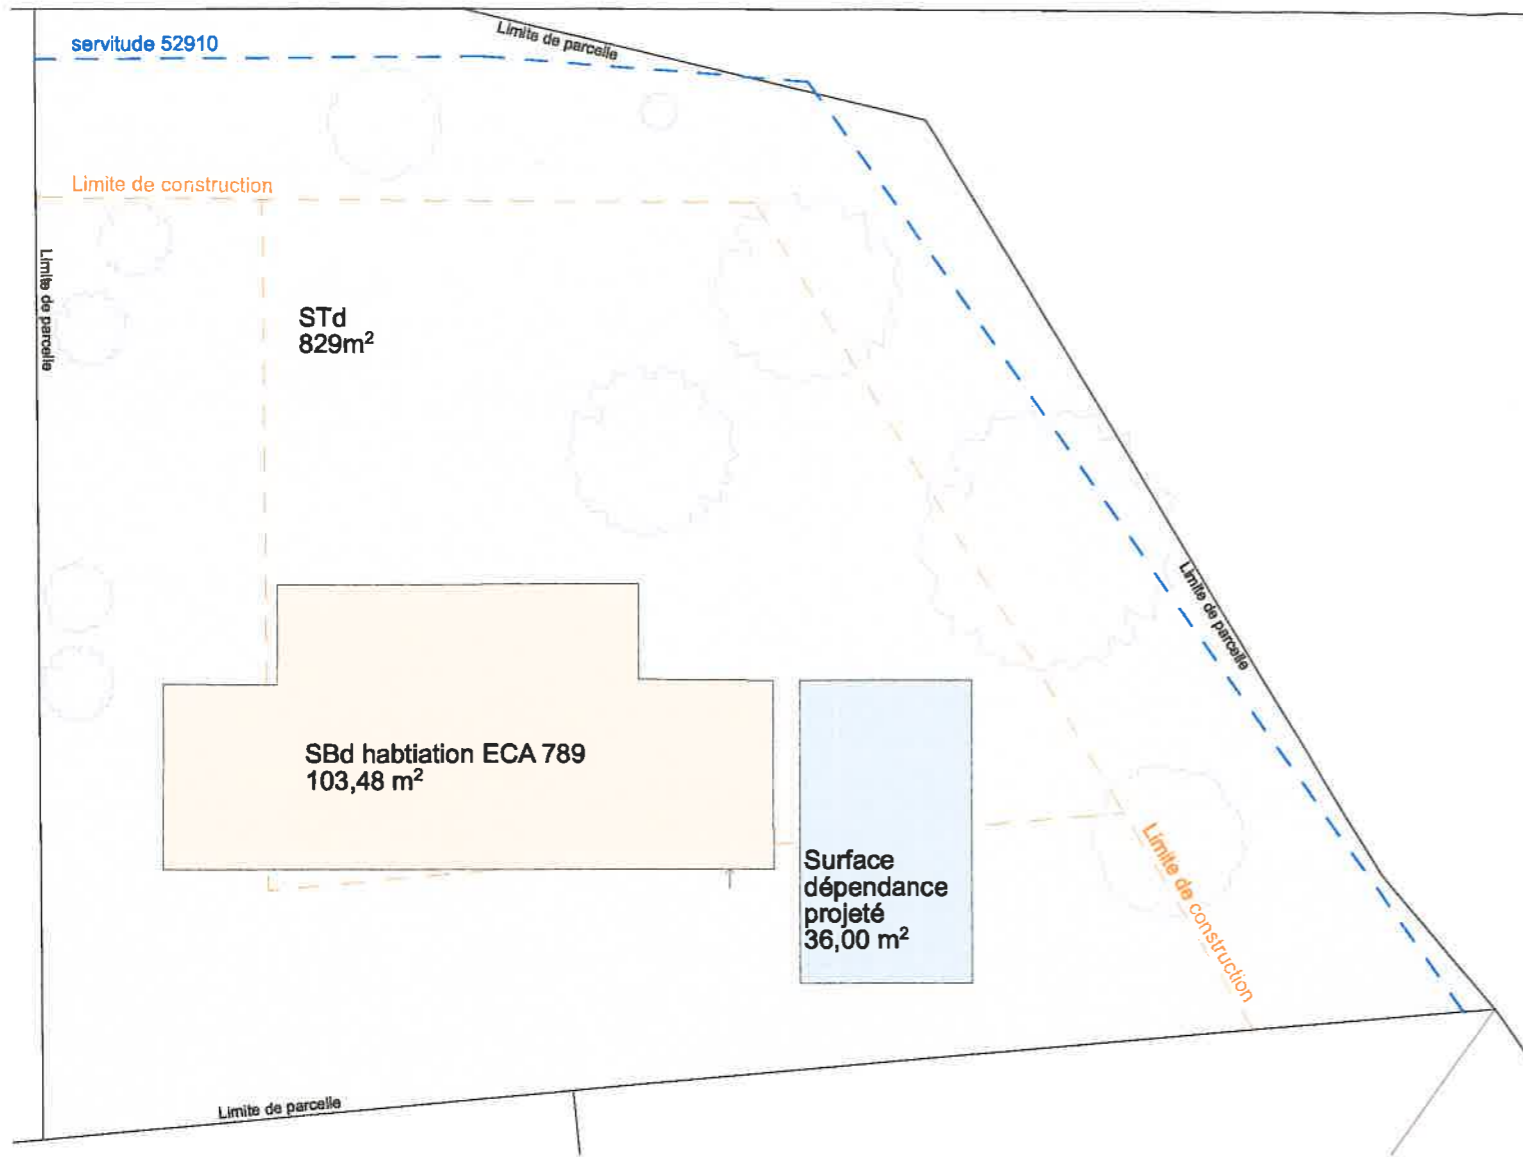 Limite de parcelle
servitude 52910
Limite de construction
Limite de parcelle
STd
829m²
Limite de parcelle
SBd habtiation ECA 789
103,48 m²
Surface
dépendance
projeté
36,00 m²
Limite de construction
Limite de parcelle